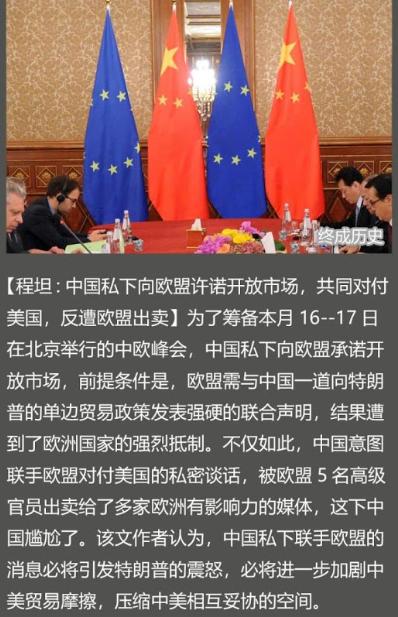 终成历史
【程坦:中国私下向欧盟许诺开放市场,共同对付
美国,反遭欧盟出卖】为了筹备本月 16--17 日
在北京举行的中欧峰会,中国私下向欧盟承诺开
放市场,前提条件是,欧盟需与中国一道向特朗
普的单边贸易政策发表强硬的联合声明,结果遭
到了欧洲国家的强烈抵制。不仅如此,中国意图
联手欧盟对付美国的私密谈话,被欧盟 5 名高级
官员出卖给了多家欧洲有影响力的媒体,这下中
国尴尬了。该文作者认为,中国私下联手欧盟的
消息必将引发特朗普的震怒,必将进一步加剧中
美贸易摩擦,压缩中美相互妥协的空间。